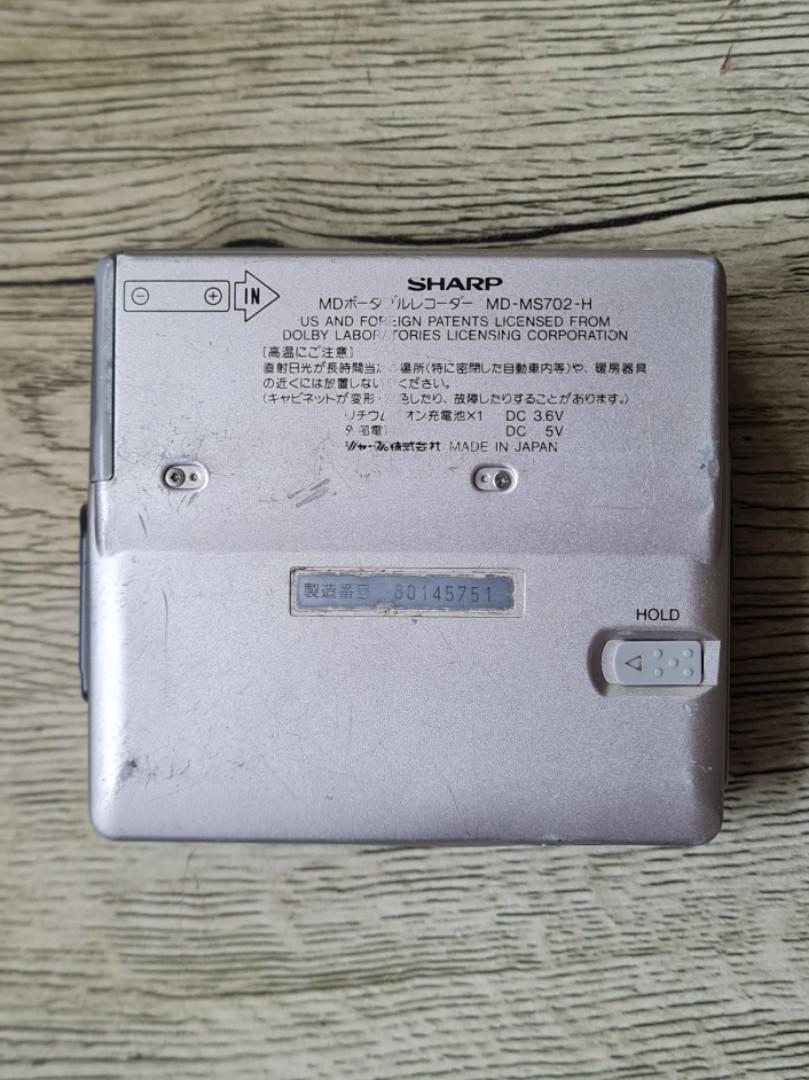 SHARP
IN
MDポータ ルレコーダー MD-MS702-H
US AND FOREIGN PATENTS LICENSED FROM
DOLBY LABORATORIES LICENSING CORPORATION
[高温にご注意]
直射日光が長時間当 場所(特に密閉した自動車内等)や、暖房器具
の近くには放置しない ください。
(キャビネットが変形・ したり、故障したりすることがあります。)
リチウム オン充電池×1 DC 3.6V
電 DC 5V
シャープ株式会社 MADE IN JAPAN
製造番号 80145751
HOLD